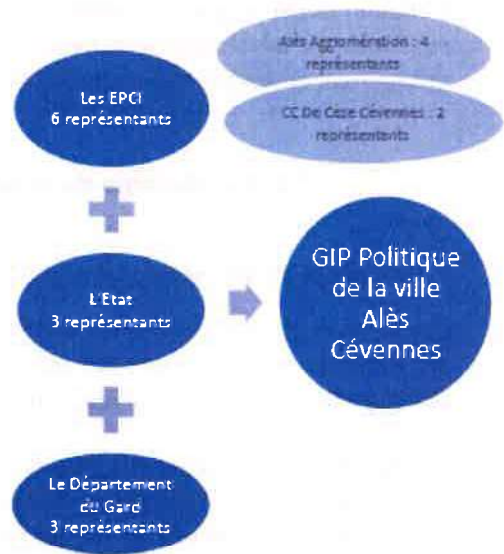 Alès Agglomération : 4
représentants
Les EPCI
6 représentants
CC De Cèze Cévennes : 2
représentants
L'Etat
3 représentants
GIP Politique
de la ville
Alès
Cévennes
Le Département
du Gard
3 représentants